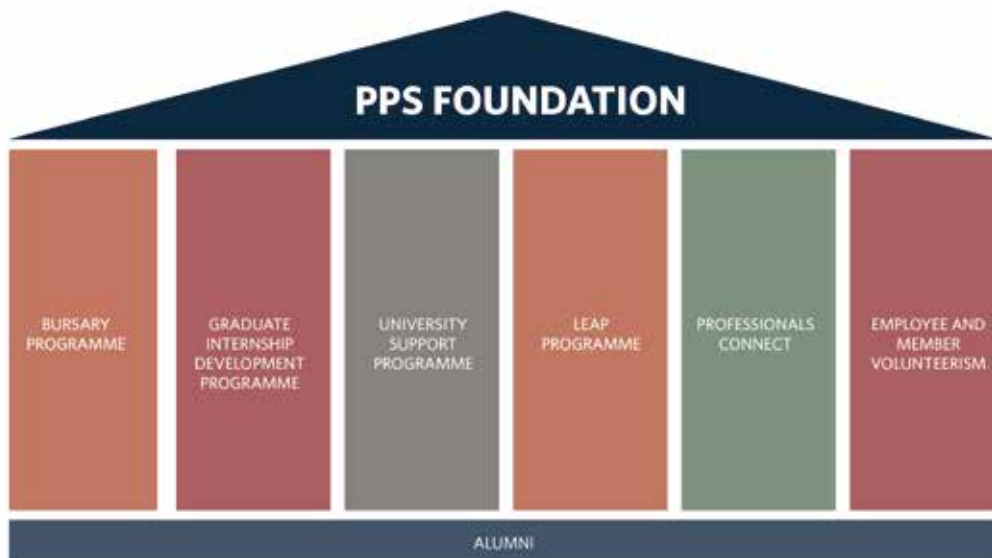 PPS FOUNDATION
BURSARY
PROGRAMME
GRADUATE
INTERNSHIP
DEVELOPMENT
PROGRAMME
UNIVERSITY
SUPPORT
PROGRAMME
LEAP
PROGRAMME
PROFESSIONALS
CONNECT
EMPLOYEE AND
MEMBER
VOLUNTEERISM
ALUMNI